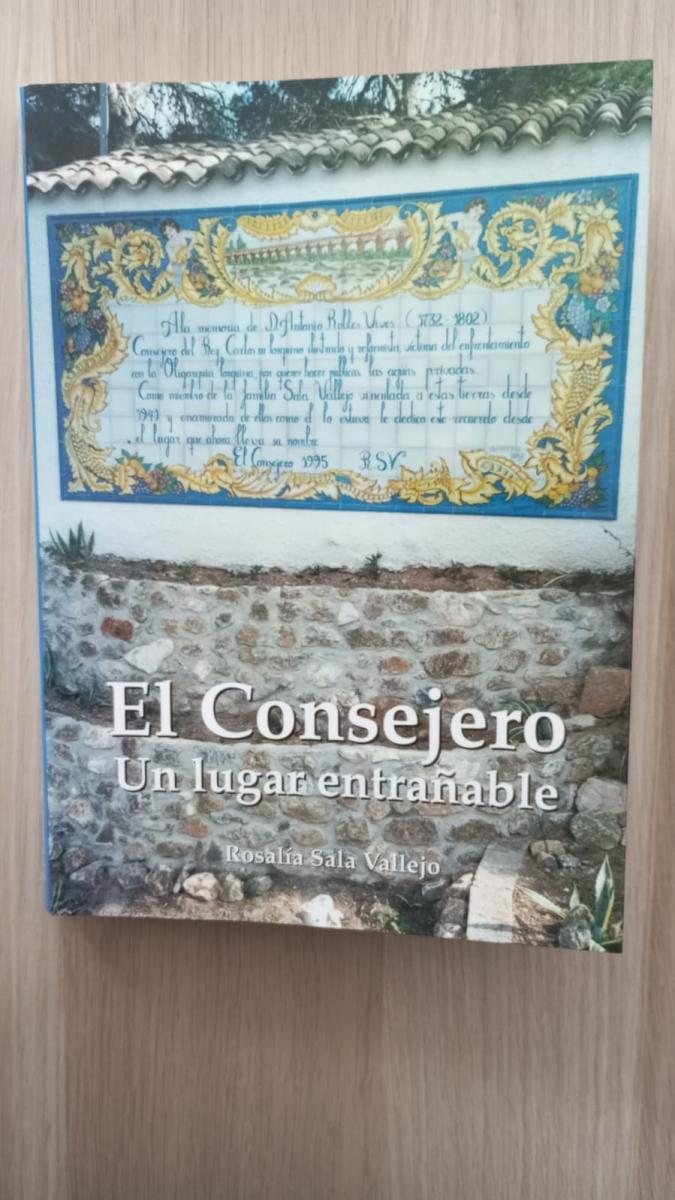 A la memoria de D. Antonio Robles Vives (1732-1802)
Consejero del Rey Carlos III lorquino ilustrado y reformista, víctima del enfrentamiento
con la Oligarquía lorquina por querer hacer públicas las aguas privadas.
Como miembro de la familia Sala Vallejo vinculada a estas tierras desde
1941 y enamorada de ellas como él lo estuvo le dedico este recuerdo desde
el lugar que ahora lleva su nombre
El Consejero 1995 R.S.V
El Consejero
Un lugar entrañable
Rosalía Sala Vallejo